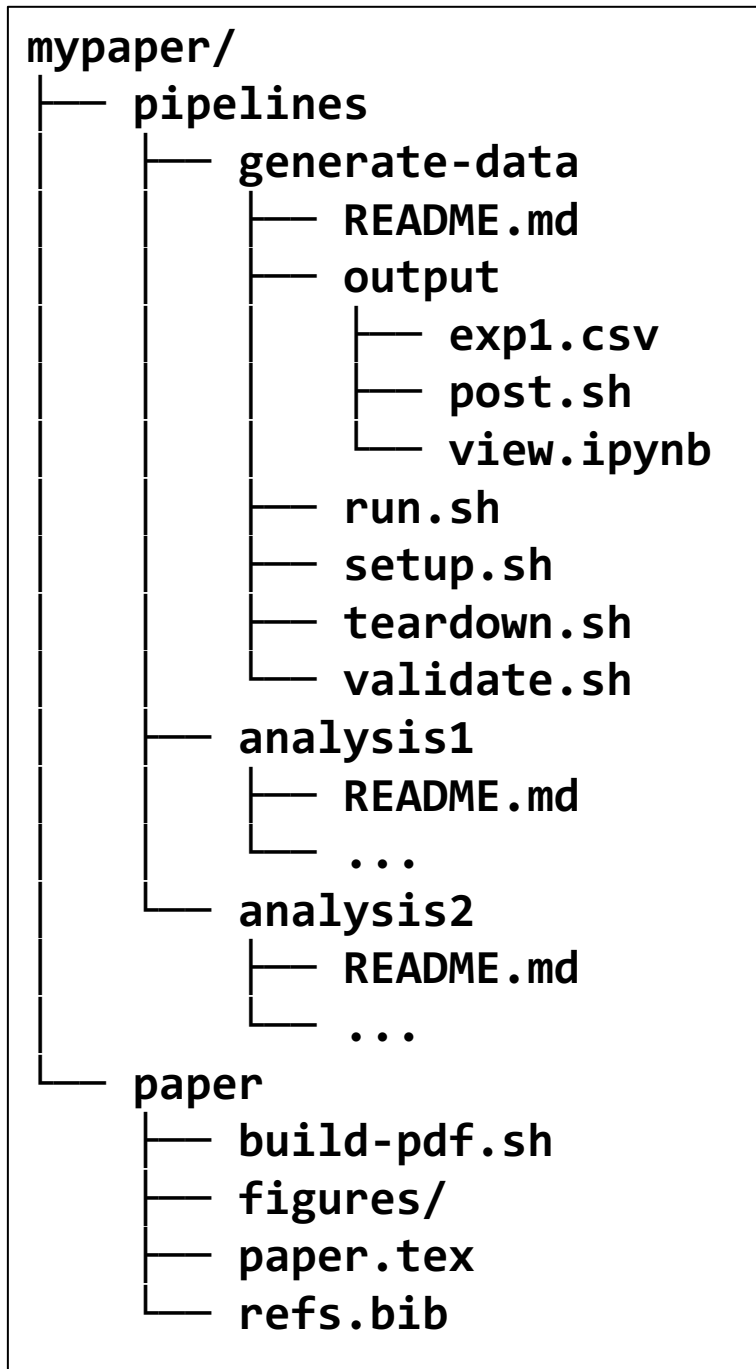 mypaper/
├── pipelines
│   ├── generate-data
│   │   ├── README.md
│   │   ├── output
│   │   │   ├── exp1.csv
│   │   │   ├── post.sh
│   │   │   └── view.ipynb
│   │   ├── run.sh
│   │   ├── setup.sh
│   │   ├── teardown.sh
│   │   └── validate.sh
│   ├── analysis1
│   │   ├── README.md
│   │   └── ...
│   └── analysis2
│       ├── README.md
│       └── ...
└── paper
    ├── build-pdf.sh
    ├── figures/
    ├── paper.tex
    └── refs.bib